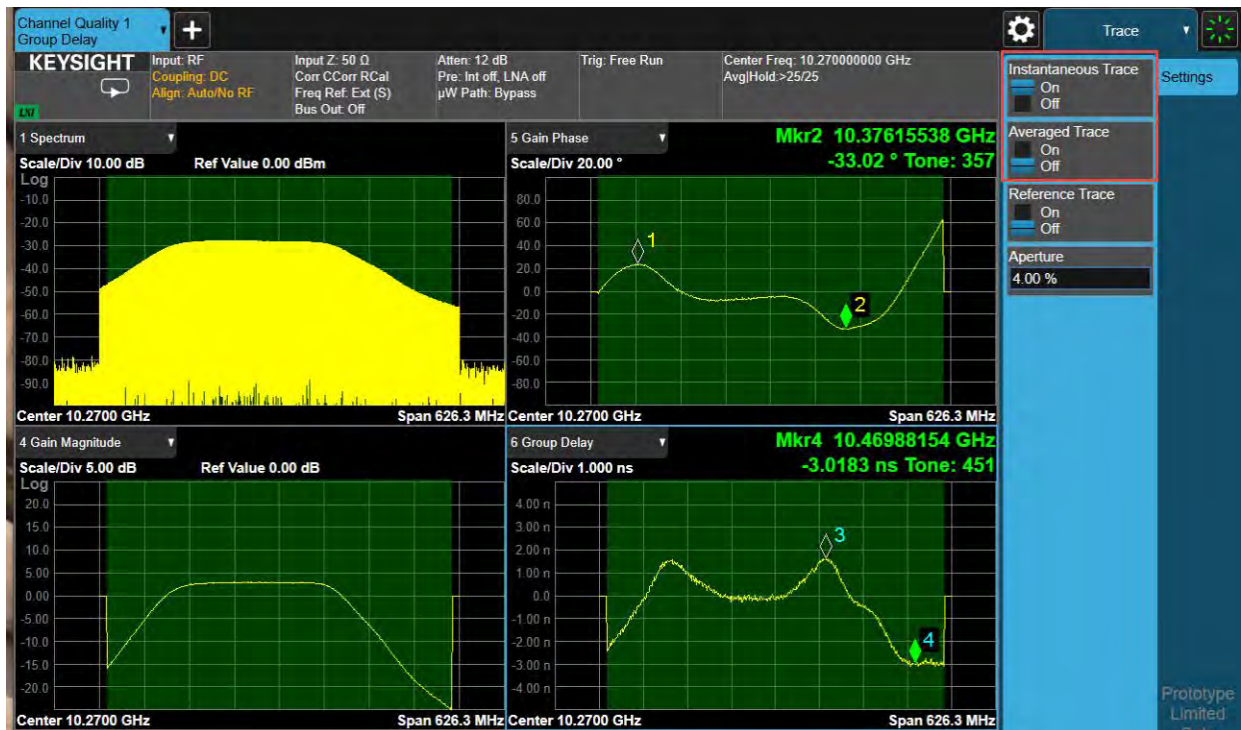 Channel Quality 1
Group Delay
+
Trace
KEYSIGHT
LXI
Input: RF
Coupling: DC
Align: Auto/No RF
Input Z: 50 Ω
Corr CCorr RCal
Freq Ref: Ext (S)
Bus Out: Off
Atten: 12 dB
Pre: Int off, LNA off
µW Path: Bypass
Trig: Free Run
Center Freq: 10.270000000 GHz
Avg|Hold:>25/25
Instantaneous Trace
On
Off
Averaged Trace
On
Off
Reference Trace
On
Off
Aperture
4.00 %
Settings
Prototype
Limited
1 Spectrum
Scale/Div 10.00 dB
Ref Value 0.00 dBm
Log
-10.0
-20.0
-30.0
-40.0
-50.0
-60.0
-70.0
-80.0
-90.0
Center 10.2700 GHz
Span 626.3 MHz
5 Gain Phase
Mkr2 10.37615538 GHz
Scale/Div 20.00 °
-33.02 ° Tone: 357
80.0
60.0
40.0
20.0
0.0
-20.0
-40.0
-60.0
-80.0
1
2
Center 10.2700 GHz
Span 626.3 MHz
4 Gain Magnitude
Scale/Div 5.00 dB
Ref Value 0.00 dB
Log
20.0
15.0
10.0
5.00
0.00
-5.00
-10.0
-15.0
-20.0
Center 10.2700 GHz
Span 626.3 MHz
6 Group Delay
Mkr4 10.46988154 GHz
Scale/Div 1.000 ns
-3.0183 ns Tone: 451
4.00 n
3.00 n
2.00 n
1.00 n
0.0
-1.00 n
-2.00 n
-3.00 n
-4.00 n
3
4
Center 10.2700 GHz
Span 626.3 MHz